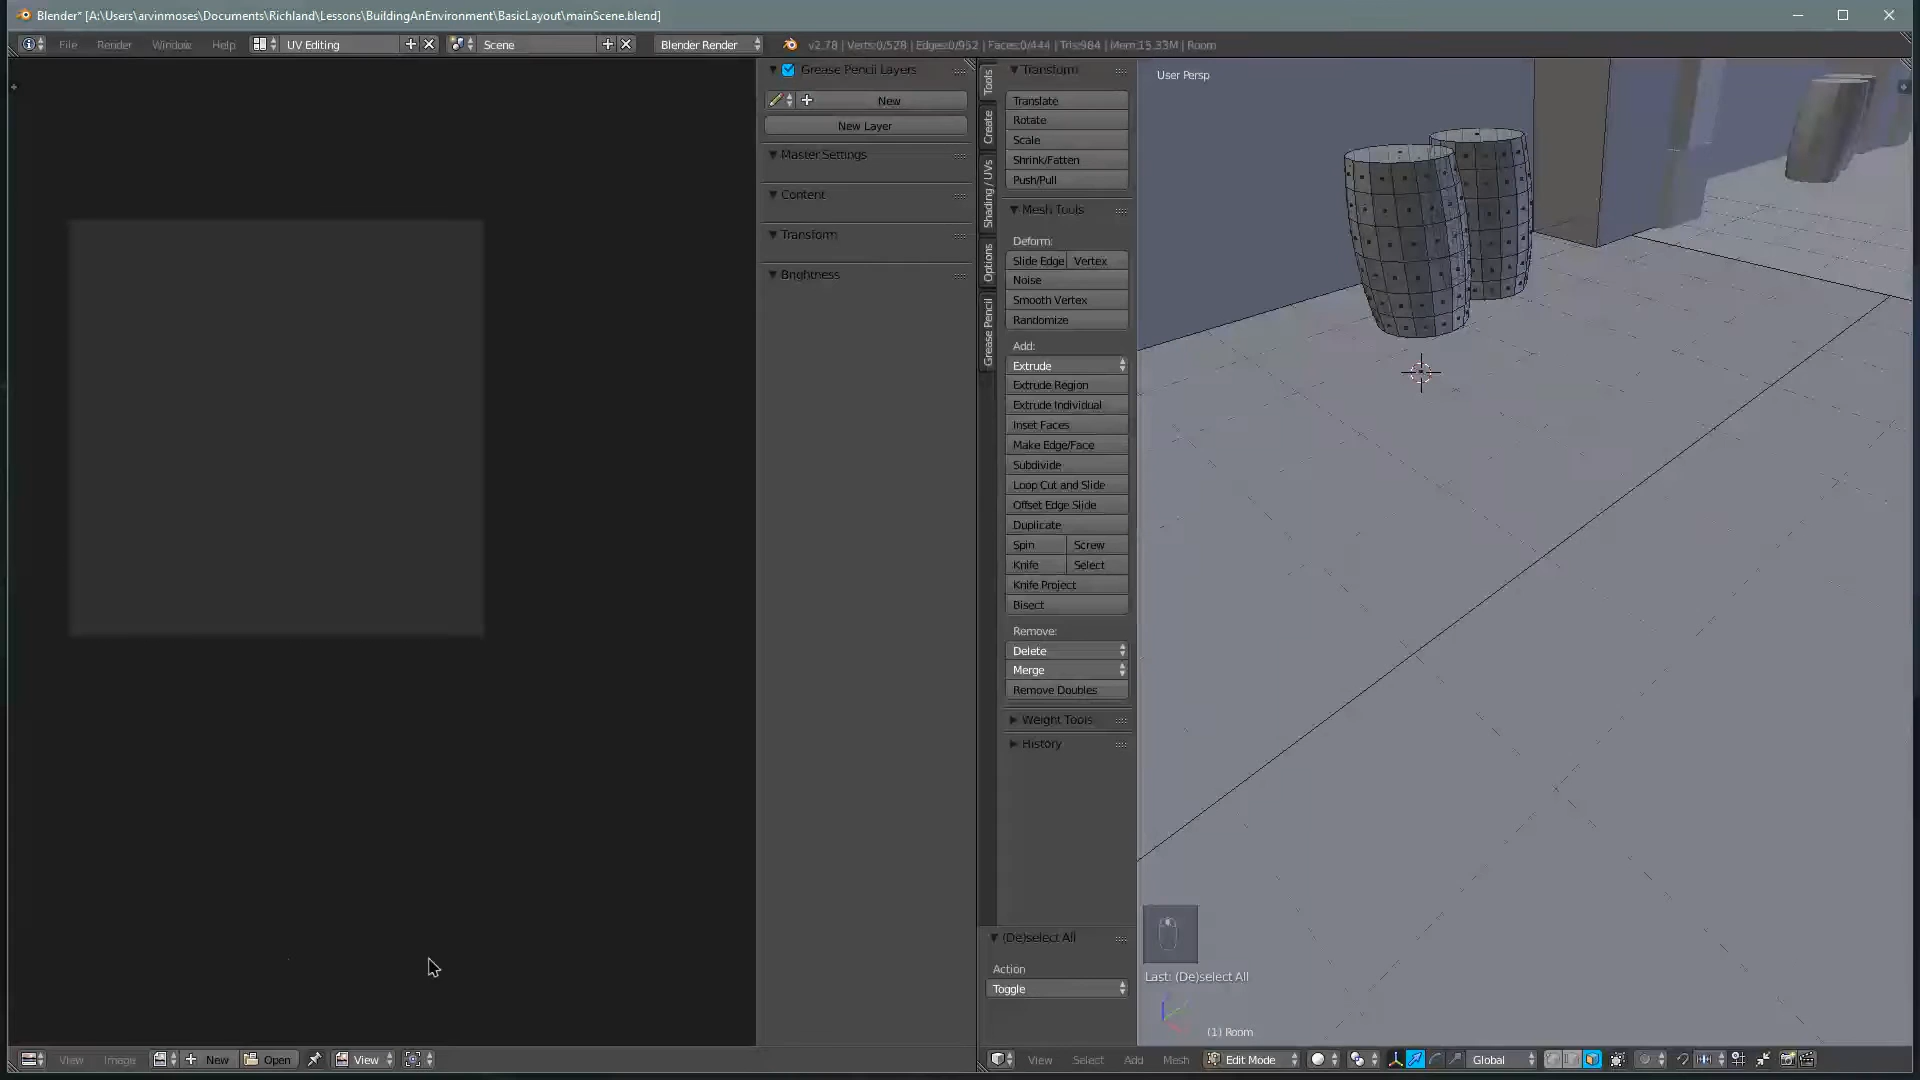 Blender* [A:\Users\arvinmoses\Documents\Richland\Lessons\BuildingAnEnvironment\BasicLayout\mainScene.blend]
File Render Window Help UV Editing Scene Blender Render v2.78 | Verts:0/528 | Edges:0/952 | Faces:0/444 | Tris:984 | Mem:15.33M | Room
Grease Pencil Layers
New
New Layer
Master Settings
Content
Transform
Brightness
Tools
Create
Shading / UVs
Options
Grease Pencil
Transform
Translate
Rotate
Scale
Shrink/Fatten
Push/Pull
Mesh Tools
Deform:
Slide Edge Vertex
Noise
Smooth Vertex
Randomize
Add:
Extrude
Extrude Region
Extrude Individual
Inset Faces
Make Edge/Face
Subdivide
Loop Cut and Slide
Offset Edge Slide
Duplicate
Spin Screw
Knife Select
Knife Project
Bisect
Remove:
Delete
Merge
Remove Doubles
Weight Tools
History
(De)select All
Action
Toggle
User Persp
Last: (De)select All
(1) Room
View Image New Open View
View Select Add Mesh Edit Mode Global